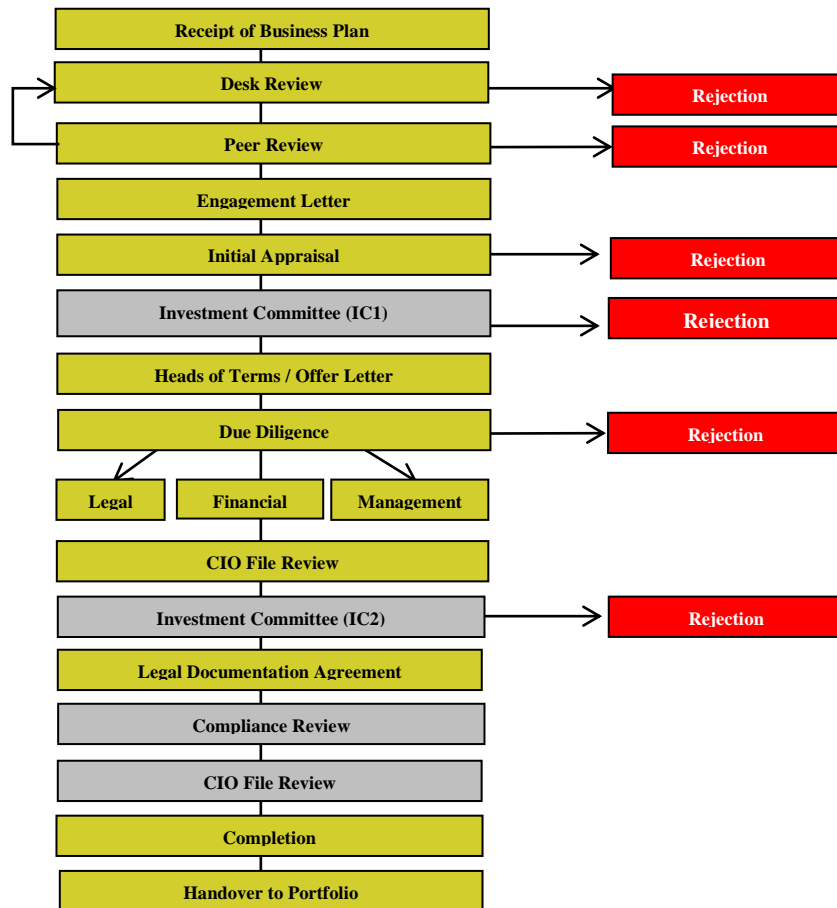 Receipt of Business Plan
Desk Review
Rejection
Peer Review
Rejection
Engagement Letter
Initial Appraisal
Rejection
Investment Committee (IC1)
Rejection
Heads of Terms / Offer Letter
Due Diligence
Rejection
Legal
Financial
Management
CIO File Review
Investment Committee (IC2)
Rejection
Legal Documentation Agreement
Compliance Review
CIO File Review
Completion
Handover to Portfolio